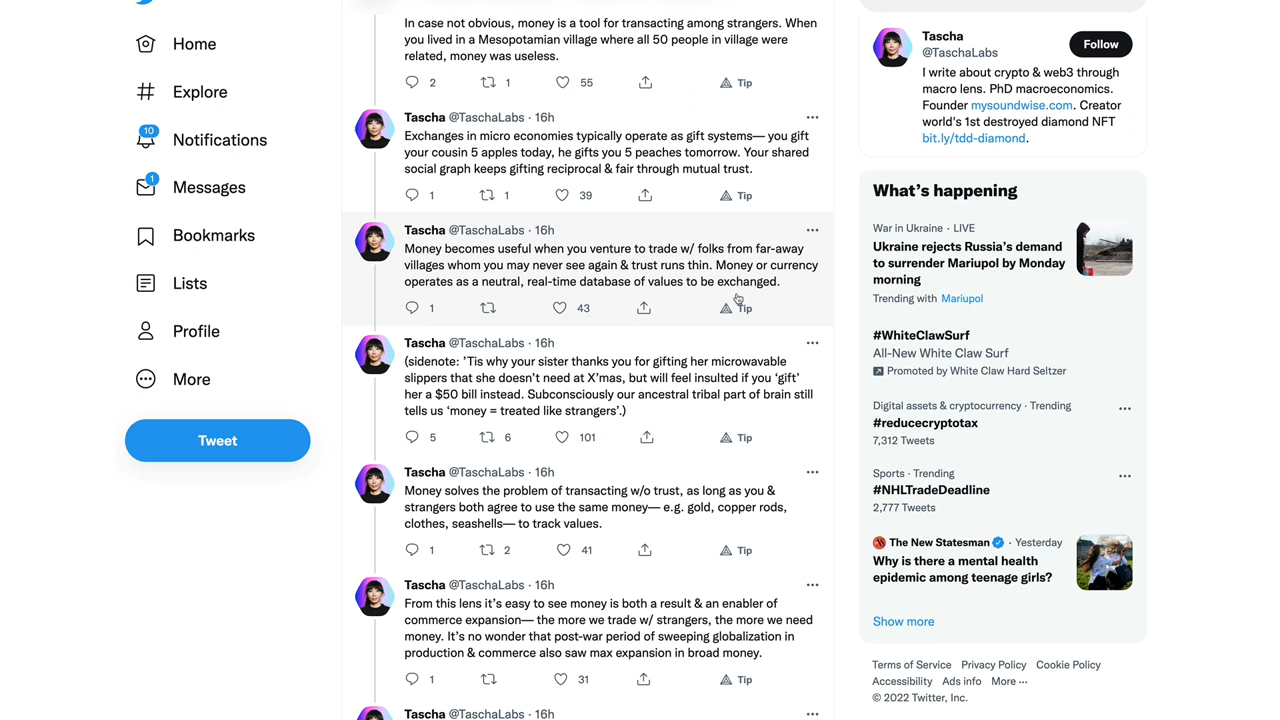 Home
Explore
10
Notifications
1
Messages
Bookmarks
Lists
Profile
More
Tweet
In case not obvious, money is a tool for transacting among strangers. When
you lived in a Mesopotamian village where all 50 people in village were
related, money was useless.
2 1 55 Tip
Tascha @TaschaLabs · 16h
Exchanges in micro economies typically operate as gift systems— you gift
your cousin 5 apples today, he gifts you 5 peaches tomorrow. Your shared
social graph keeps gifting reciprocal & fair through mutual trust.
1 1 39 Tip
Tascha @TaschaLabs · 16h
Money becomes useful when you venture to trade w/ folks from far-away
villages whom you may never see again & trust runs thin. Money or currency
operates as a neutral, real-time database of values to be exchanged.
1 43 Tip
Tascha @TaschaLabs · 16h
(sidenote: ’Tis why your sister thanks you for gifting her microwavable
slippers that she doesn’t need at X’mas, but will feel insulted if you ‘gift’
her a $50 bill instead. Subconsciously our ancestral tribal part of brain still
tells us ‘money = treated like strangers’.)
5 6 101 Tip
Tascha @TaschaLabs · 16h
Money solves the problem of transacting w/o trust, as long as you &
strangers both agree to use the same money— e.g. gold, copper rods,
clothes, seashells— to track values.
1 2 41 Tip
Tascha @TaschaLabs · 16h
From this lens it’s easy to see money is both a result & an enabler of
commerce expansion— the more we trade w/ strangers, the more we need
money. It’s no wonder that post-war period of sweeping globalization in
production & commerce also saw max expansion in broad money.
1 31 Tip
Tascha @TaschaLabs · 16h
Tascha
@TaschaLabs
Follow
I write about crypto & web3 through
macro lens. PhD macroeconomics.
Founder mysoundwise.com. Creator
world’s 1st destroyed diamond NFT
bit.ly/tdd-diamond.
What’s happening
War in Ukraine · LIVE
Ukraine rejects Russia’s demand
to surrender Mariupol by Monday
morning
Trending with Mariupol
#WhiteClawSurf
All-New White Claw Surf
Promoted by White Claw Hard Seltzer
Digital assets & cryptocurrency · Trending
#reducecryptotax
7,312 Tweets
Sports · Trending
#NHLTradeDeadline
2,777 Tweets
The New Statesman · Yesterday
Why is there a mental health
epidemic among teenage girls?
Show more
Terms of Service Privacy Policy Cookie Policy
Accessibility Ads info More ···
© 2022 Twitter, Inc.